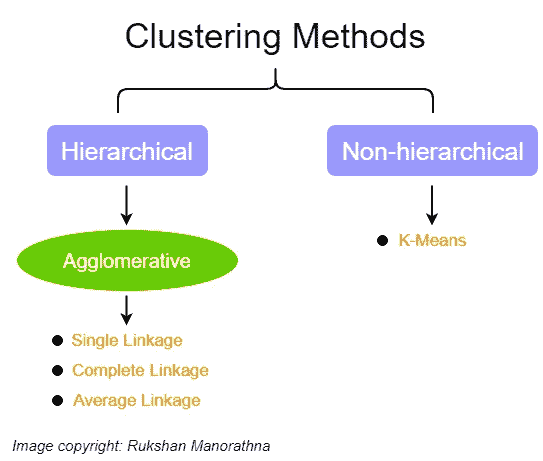 Clustering Methods
Hierarchical
Non-hierarchical
Agglomerative
K-Means
Single Linkage
Complete Linkage
Average Linkage
Image copyright: Rukshan Manorathna